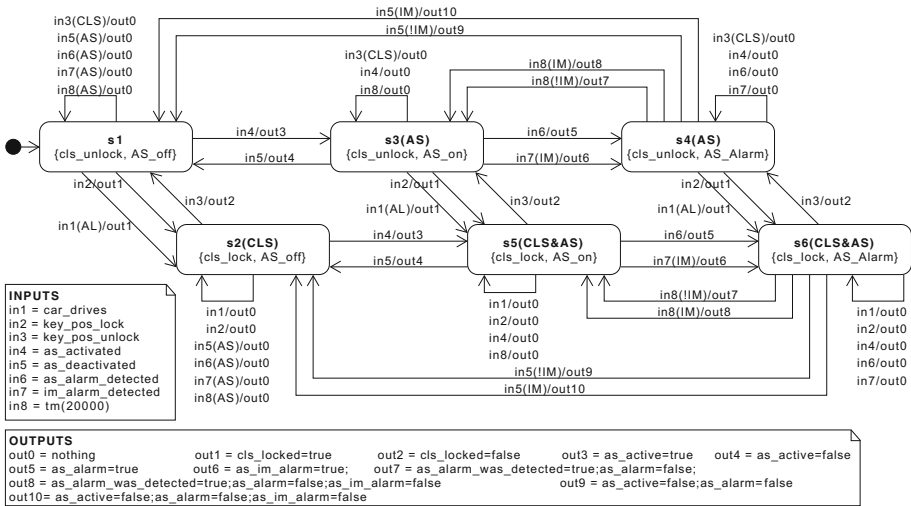 in5(IM)/out10
in5(!IM)/out9
in3(CLS)/out0
in5(AS)/out0
in6(AS)/out0
in7(AS)/out0
in8(AS)/out0
in3(CLS)/out0
in4/out0
in8/out0
in8(IM)/out8
in8(!IM)/out7
in3(CLS)/out0
in4/out0
in6/out0
in7/out0
s1
{cls_unlock, AS_off}
in4/out3
in5/out4
s3(AS)
{cls_unlock, AS_on}
in6/out5
in7(IM)/out6
s4(AS)
{cls_unlock, AS_Alarm}
in2/out1
in1(AL)/out1
in3/out2
in2/out1
in1(AL)/out1
in3/out2
in2/out1
in1(AL)/out1
in3/out2
s2(CLS)
{cls_lock, AS_off}
in4/out3
in5/out4
s5(CLS&AS)
{cls_lock, AS_on}
in6/out5
in7(IM)/out6
s6(CLS&AS)
{cls_lock, AS_Alarm}
in8(!IM)/out7
in8(IM)/out8
in1/out0
in2/out0
in5(AS)/out0
in6(AS)/out0
in7(AS)/out0
in8(AS)/out0
in1/out0
in2/out0
in4/out0
in8/out0
in1/out0
in2/out0
in4/out0
in6/out0
in7/out0
in5(!IM)/out9
in5(IM)/out10
INPUTS
in1 = car_drives
in2 = key_pos_lock
in3 = key_pos_unlock
in4 = as_activated
in5 = as_deactivated
in6 = as_alarm_detected
in7 = im_alarm_detected
in8 = tm(20000)
OUTPUTS
out0 = nothing out1 = cls_locked=true out2 = cls_locked=false out3 = as_active=true out4 = as_active=false
out5 = as_alarm=true out6 = as_im_alarm=true; out7 = as_alarm_was_detected=true;as_alarm=false;
out8 = as_alarm_was_detected=true;as_alarm=false;as_im_alarm=false out9 = as_active=false;as_alarm=false
out10= as_active=false;as_alarm=false;as_im_alarm=false